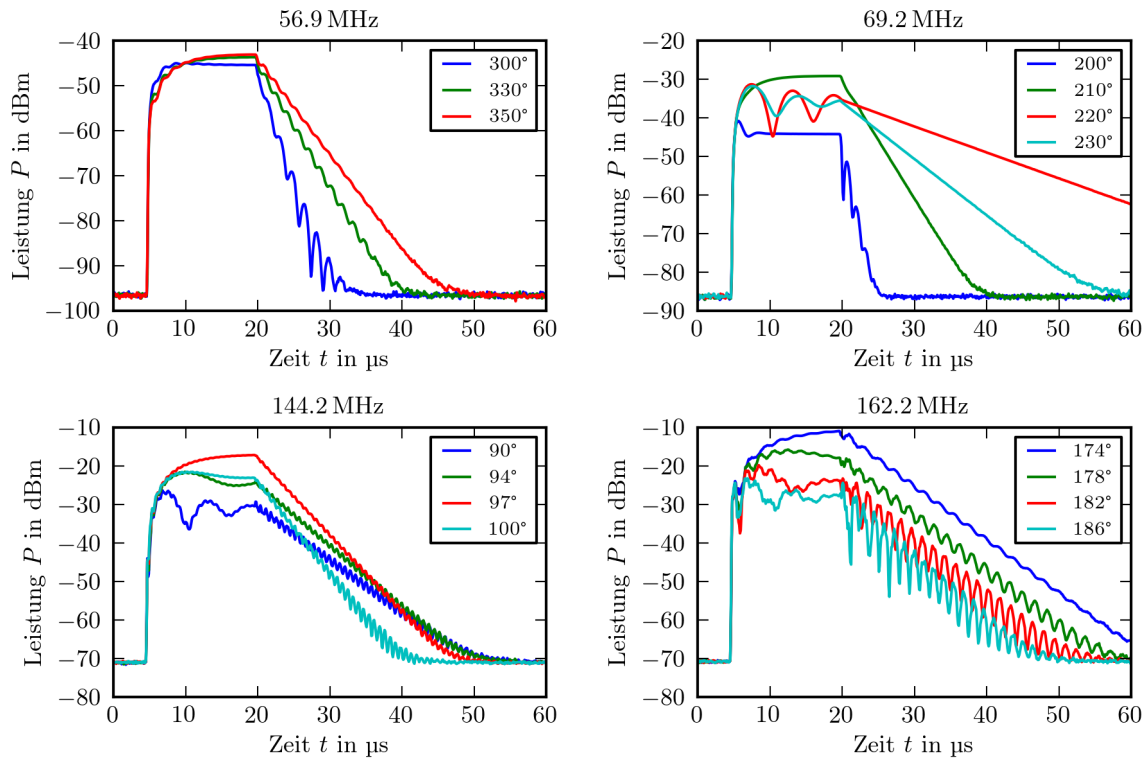 56.9 MHz
Leistung P in dBm
−40
−50
−60
−70
−80
−90
−100
0 10 20 30 40 50 60
Zeit t in µs
300°
330°
350°
69.2 MHz
Leistung P in dBm
−20
−30
−40
−50
−60
−70
−80
−90
0 10 20 30 40 50 60
Zeit t in µs
200°
210°
220°
230°
144.2 MHz
Leistung P in dBm
−10
−20
−30
−40
−50
−60
−70
−80
0 10 20 30 40 50 60
Zeit t in µs
90°
94°
97°
100°
162.2 MHz
Leistung P in dBm
−10
−20
−30
−40
−50
−60
−70
−80
0 10 20 30 40 50 60
Zeit t in µs
174°
178°
182°
186°